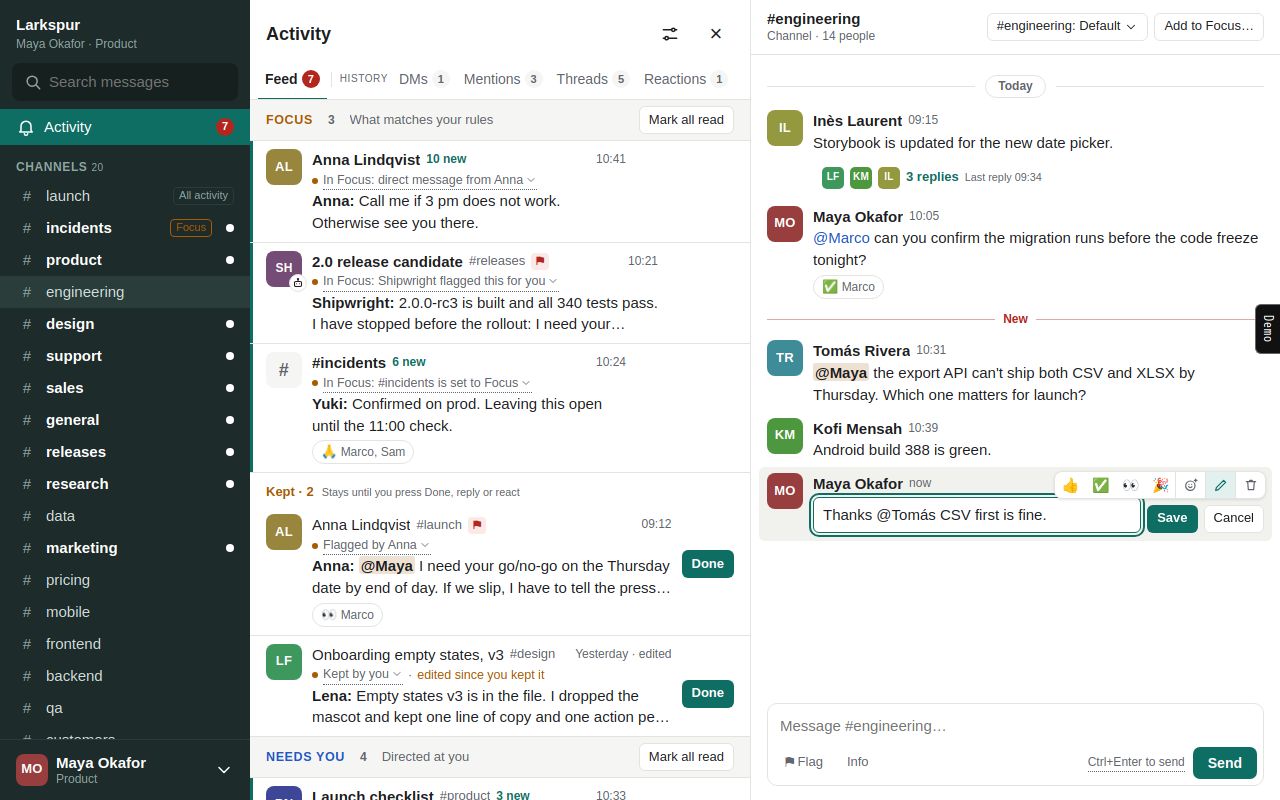 Larkspur
Maya Okafor · Product
Search messages
Activity
7
CHANNELS 20
# launch
All activity
# incidents
Focus
# product
# engineering
# design
# support
# sales
# general
# releases
# research
# data
# marketing
# pricing
# mobile
# frontend
# backend
# qa
# customers
MO
Maya Okafor
Product
Activity
Feed 7
HISTORY
DMs 1
Mentions 3
Threads 5
Reactions 1
FOCUS 3 What matches your rules
Mark all read
AL
Anna Lindqvist 10 new 10:41
In Focus: direct message from Anna
Anna: Call me if 3 pm does not work.
Otherwise see you there.
SH
2.0 release candidate #releases 10:21
In Focus: Shipwright flagged this for you
Shipwright: 2.0.0-rc3 is built and all 340 tests pass.
I have stopped before the rollout: I need your…
#
#incidents 6 new 10:24
In Focus: #incidents is set to Focus
Yuki: Confirmed on prod. Leaving this open
until the 11:00 check.
🙏 Marco, Sam
Kept · 2 Stays until you press Done, reply or react
AL
Anna Lindqvist #launch 09:12
Flagged by Anna
Anna: @Maya I need your go/no-go on the Thursday
date by end of day. If we slip, I have to tell the press…
Done
👀 Marco
LF
Onboarding empty states, v3 #design Yesterday · edited
Kept by you · edited since you kept it
Lena: Empty states v3 is in the file. I dropped the
mascot and kept one line of copy and one action pe…
Done
NEEDS YOU 4 Directed at you
Mark all read
Launch checklist #product 3 new 10:33
#engineering
Channel · 14 people
#engineering: Default
Add to Focus…
Today
IL
Inès Laurent 09:15
Storybook is updated for the new date picker.
LF KM IL 3 replies Last reply 09:34
MO
Maya Okafor 10:05
@Marco can you confirm the migration runs before the code freeze
tonight?
✅ Marco
New
Demo
TR
Tomás Rivera 10:31
@Maya the export API can't ship both CSV and XLSX by
Thursday. Which one matters for launch?
KM
Kofi Mensah 10:39
Android build 388 is green.
MO
Maya Okafor now
👍 ✅ 👀 🎉
Thanks @Tomás CSV first is fine.
Save
Cancel
Message #engineering…
Flag
Info
Ctrl+Enter to send
Send